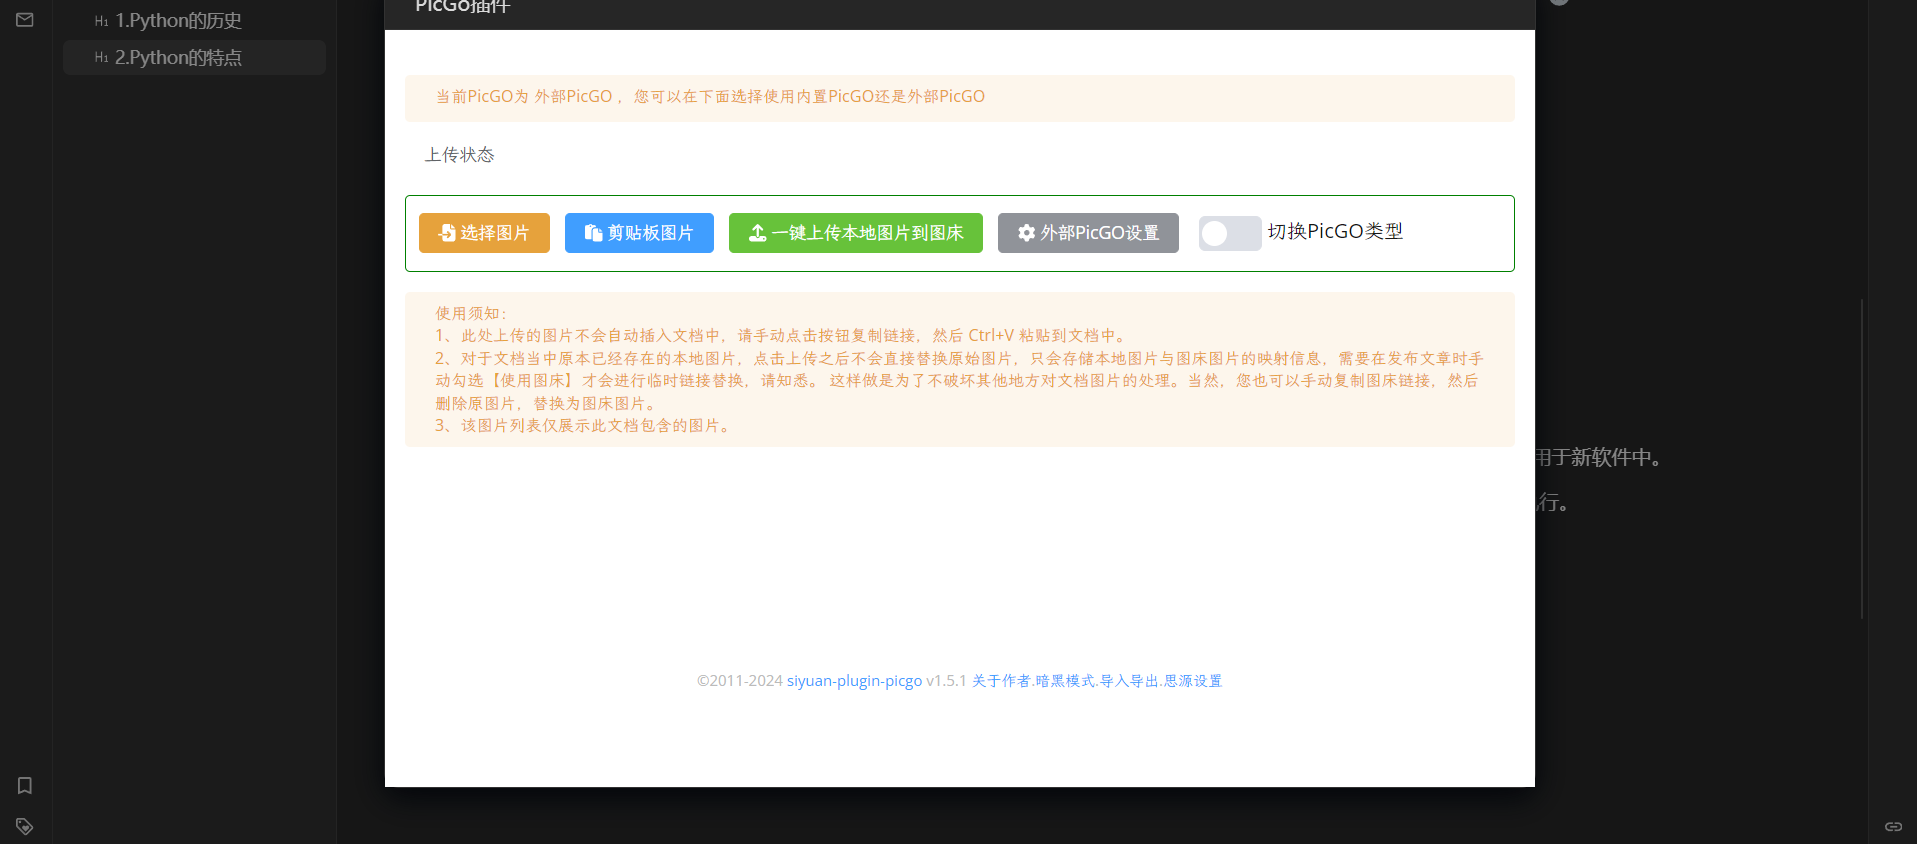 PicGo插件
H1 1.Python的历史
H1 2.Python的特点
当前PicGO为 外部PicGO ，您可以在下面选择使用内置PicGO还是外部PicGO
上传状态
选择图片 剪贴板图片 一键上传本地图片到图床 外部PicGO设置 切换PicGO类型
使用须知：
1、此处上传的图片不会自动插入文档中，请手动点击按钮复制链接，然后 Ctrl+V 粘贴到文档中。
2、对于文档当中原本已经存在的本地图片，点击上传之后不会直接替换原始图片，只会存储本地图片与图床图片的映射信息，需要在发布文章时手
动勾选【使用图床】才会进行临时链接替换，请知悉。 这样做是为了不破坏其他地方对文档图片的处理。当然，您也可以手动复制图床链接，然后
删除原图片，替换为图床图片。
3、该图片列表仅展示此文档包含的图片。
用于新软件中。
行。
©2011-2024 siyuan-plugin-picgo v1.5.1 关于作者.暗黑模式.导入导出.思源设置